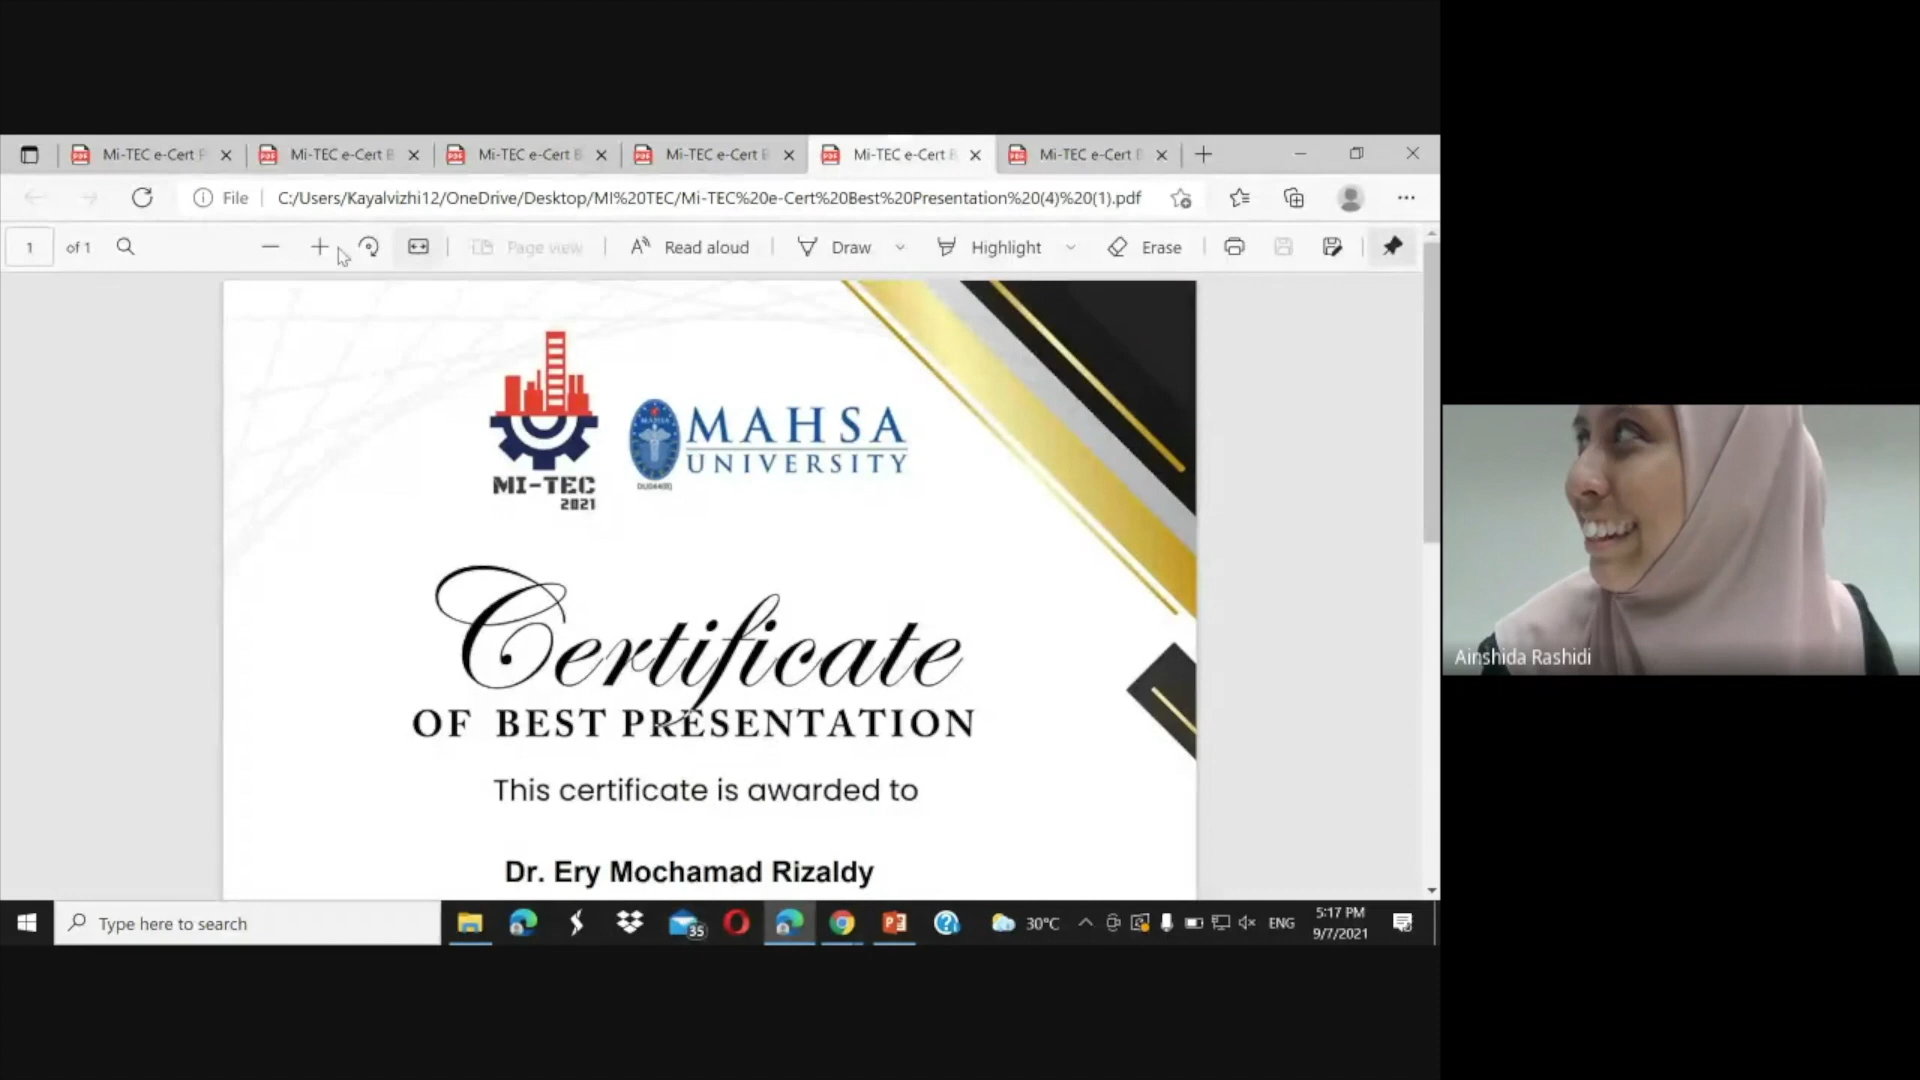 Mi-TEC e-Cert P
Mi-TEC e-Cert B
Mi-TEC e-Cert B
Mi-TEC e-Cert B
Mi-TEC e-Cert B
Mi-TEC e-Cert B
File
C:/Users/Kayalvizhi12/OneDrive/Desktop/MI%20TEC/Mi-TEC%20e-Cert%20Best%20Presentation%20(4)%20(1).pdf
1 of 1
Page view
Read aloud
Draw
Highlight
Erase
MI-TEC
2021
MAHSA
MAHSA
UNIVERSITY
Certificate
OF BEST PRESENTATION
This certificate is awarded to
Dr. Ery Mochamad Rizaldy
Ainshida Rashidi
Type here to search
35
30°C
ENG
5:17 PM
9/7/2021